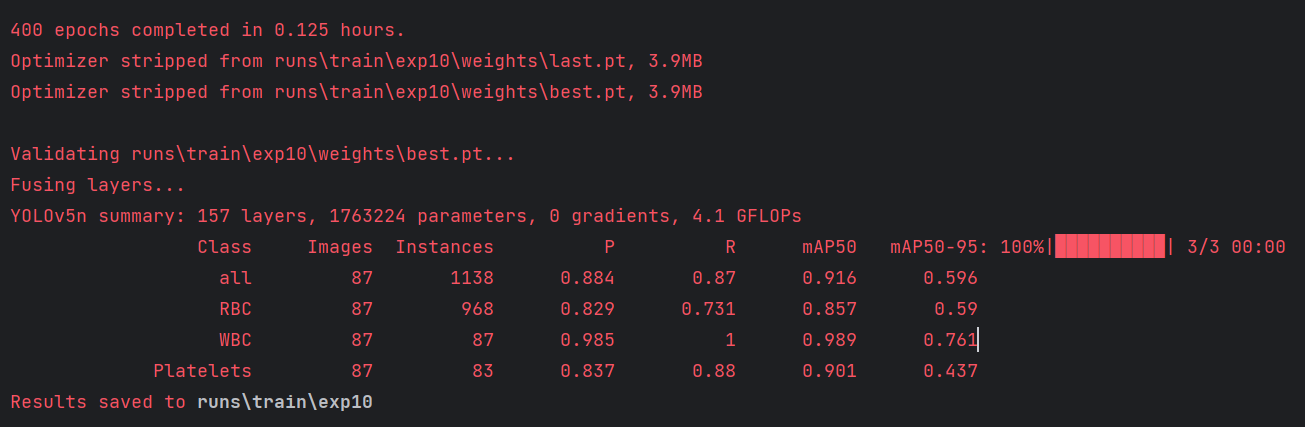 400 epochs completed in 0.125 hours.
Optimizer stripped from runs\train\exp10\weights\last.pt, 3.9MB
Optimizer stripped from runs\train\exp10\weights\best.pt, 3.9MB
Validating runs\train\exp10\weights\best.pt...
Fusing layers...
YOLOv5n summary: 157 layers, 1763224 parameters, 0 gradients, 4.1 GFLOPs
Class Images Instances P R mAP50 mAP50-95: 100%|██████████| 3/3 00:00
all 87 1138 0.884 0.87 0.916 0.596
RBC 87 968 0.829 0.731 0.857 0.59
WBC 87 87 0.985 1 0.989 0.761
Platelets 87 83 0.837 0.88 0.901 0.437
Results saved to runs\train\exp10